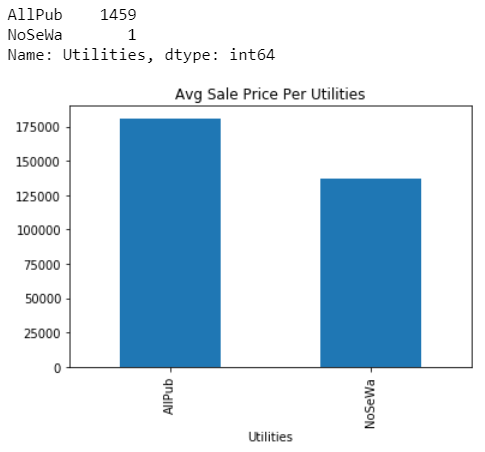 AllPub    1459
NoSeWa       1
Name: Utilities, dtype: int64
Avg Sale Price Per Utilities
175000
150000
125000
100000
75000
50000
25000
0
AllPub
NoSeWa
Utilities